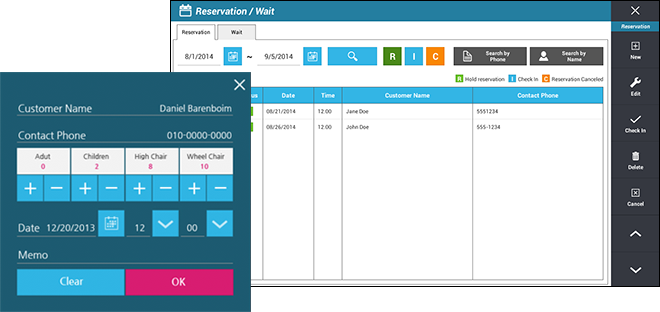 Reservation / Wait
Reservation
Wait
8/1/2014 ~ 9/5/2014 R I C Search by Phone Search by Name
R Hold reservation I Check In C Reservation Canceled
us Date Time Customer Name Contact Phone
08/21/2014 12:00 Jane Doe 5551234
08/26/2014 12:00 John Doe 555-1234
Reservation
New
Edit
Check In
Delete
Cancel
Customer Name Daniel Barenboim
Contact Phone 010-0000-0000
Adut Children High Chair Wheel Chair
0 2 8 10
+ − + − + − + −
Date 12/20/2013 12 00
Memo
Clear OK